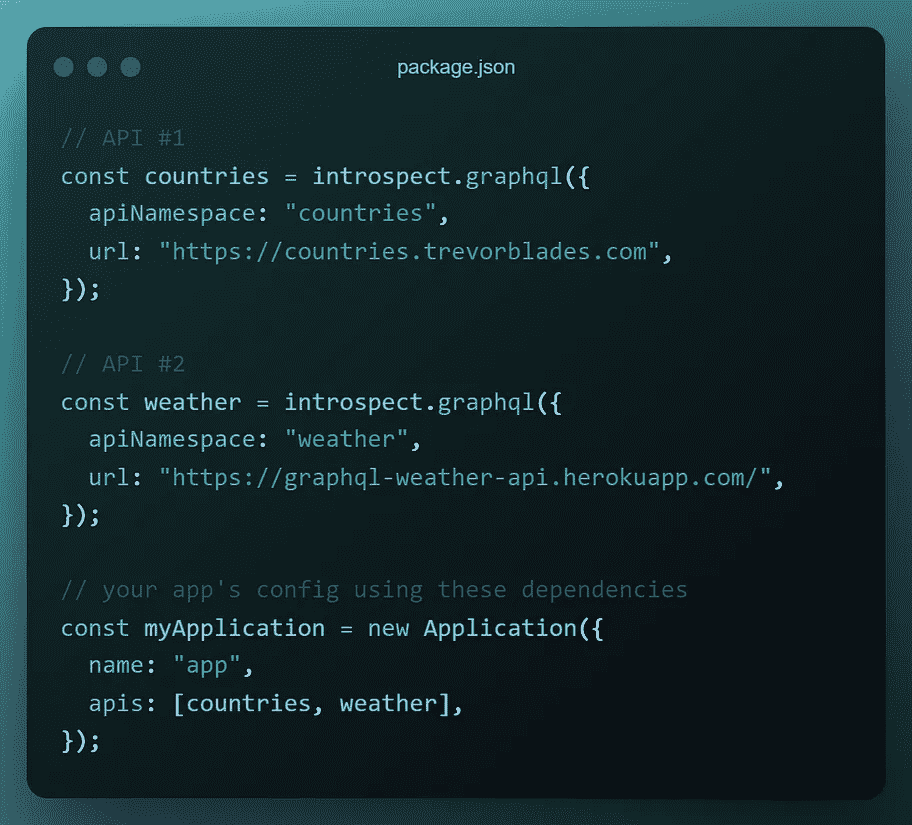 package.json
// API #1
const countries = introspect.graphql({
  apiNamespace: "countries",
  url: "https://countries.trevorblades.com",
});
// API #2
const weather = introspect.graphql({
  apiNamespace: "weather",
  url: "https://graphql-weather-api.herokuapp.com/",
});
// your app's config using these dependencies
const myApplication = new Application({
  name: "app",
  apis: [countries, weather],
});